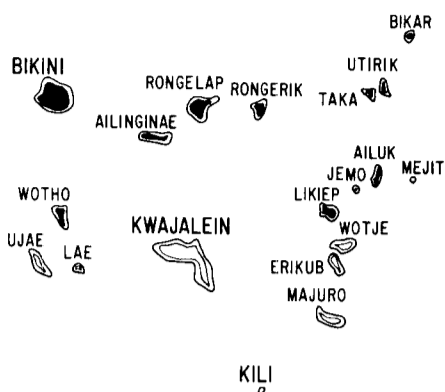 BIKAR
BIKINI
UTIRIK
RONGELAP
RONGERIK
TAKA
AILINGINAE
AILUK
JEMO
MEJIT
WOTHO
LIKIEP
KWAJALEIN
WOTJE
UJAE
LAE
ERIKUB
MAJURO
KILI